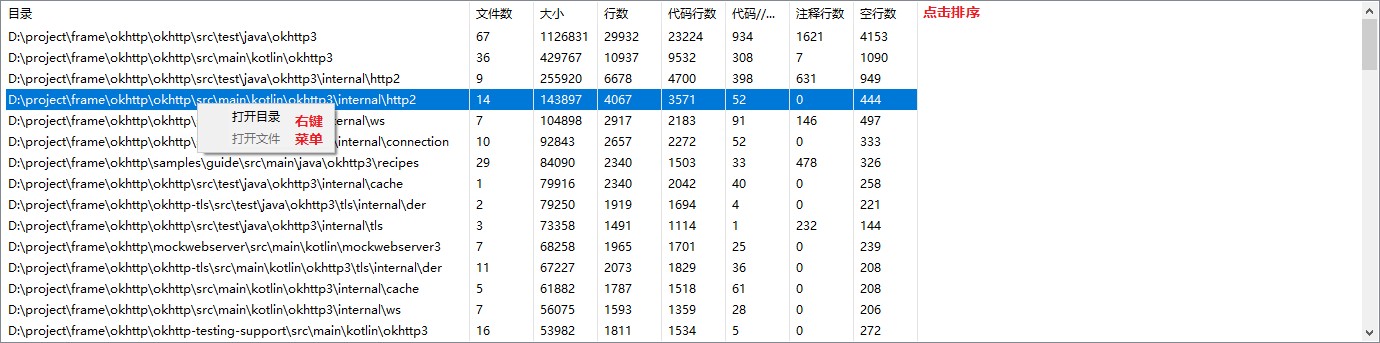 目录 文件数 大小 行数 代码行数 代码//... 注释行数 空行数 点击排序
D:\project\frame\okhttp\okhttp\src\test\java\okhttp3 67 1126831 29932 23224 934 1621 4153
D:\project\frame\okhttp\okhttp\src\main\kotlin\okhttp3 36 429767 10937 9532 308 7 1090
D:\project\frame\okhttp\okhttp\src\test\java\okhttp3\internal\http2 9 255920 6678 4700 398 631 949
D:\project\frame\okhttp\okhttp\src\main\kotlin\okhttp3\internal\http2 14 143897 4067 3571 52 0 444
打开目录 右键
D:\project\frame\okhttp\okhttp\ internal\ws 7 104898 2917 2183 91 146 497
打开文件 菜单
D:\project\frame\okhttp\okhttp\ \internal\connection 10 92843 2657 2272 52 0 333
D:\project\frame\okhttp\samples\guide\src\main\java\okhttp3\recipes 29 84090 2340 1503 33 478 326
D:\project\frame\okhttp\okhttp\src\test\java\okhttp3\internal\cache 1 79916 2340 2042 40 0 258
D:\project\frame\okhttp\okhttp-tls\src\test\java\okhttp3\tls\internal\der 2 79250 1919 1694 4 0 221
D:\project\frame\okhttp\okhttp\src\test\java\okhttp3\internal\tls 3 73358 1491 1114 1 232 144
D:\project\frame\okhttp\mockwebserver\src\main\kotlin\mockwebserver3 7 68258 1965 1701 25 0 239
D:\project\frame\okhttp\okhttp-tls\src\main\kotlin\okhttp3\tls\internal\der 11 67227 2073 1829 36 0 208
D:\project\frame\okhttp\okhttp\src\main\kotlin\okhttp3\internal\cache 5 61882 1787 1518 61 0 208
D:\project\frame\okhttp\okhttp\src\main\kotlin\okhttp3\internal\ws 7 56075 1593 1359 28 0 206
D:\project\frame\okhttp\okhttp-testing-support\src\main\kotlin\okhttp3 16 53982 1811 1534 5 0 272